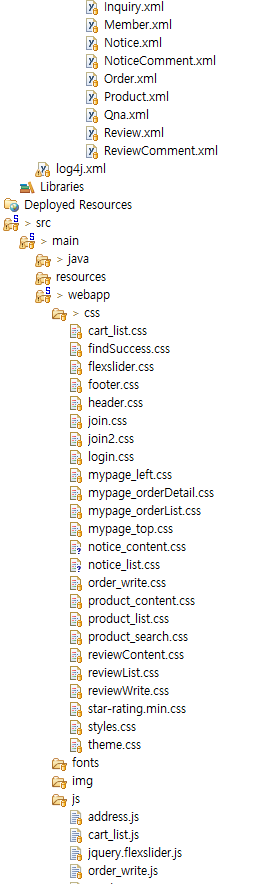 Inquiry.xml
Member.xml
Notice.xml
NoticeComment.xml
Order.xml
Product.xml
Qna.xml
Review.xml
ReviewComment.xml
log4j.xml
Libraries
Deployed Resources
> src
> main
> java
resources
> webapp
> css
cart_list.css
findSuccess.css
flexslider.css
footer.css
header.css
join.css
join2.css
login.css
mypage_left.css
mypage_orderDetail.css
mypage_orderList.css
mypage_top.css
notice_content.css
notice_list.css
order_write.css
product_content.css
product_list.css
product_search.css
reviewContent.css
reviewList.css
reviewWrite.css
star-rating.min.css
styles.css
theme.css
fonts
img
js
address.js
cart_list.js
jquery.flexslider.js
order_write.js